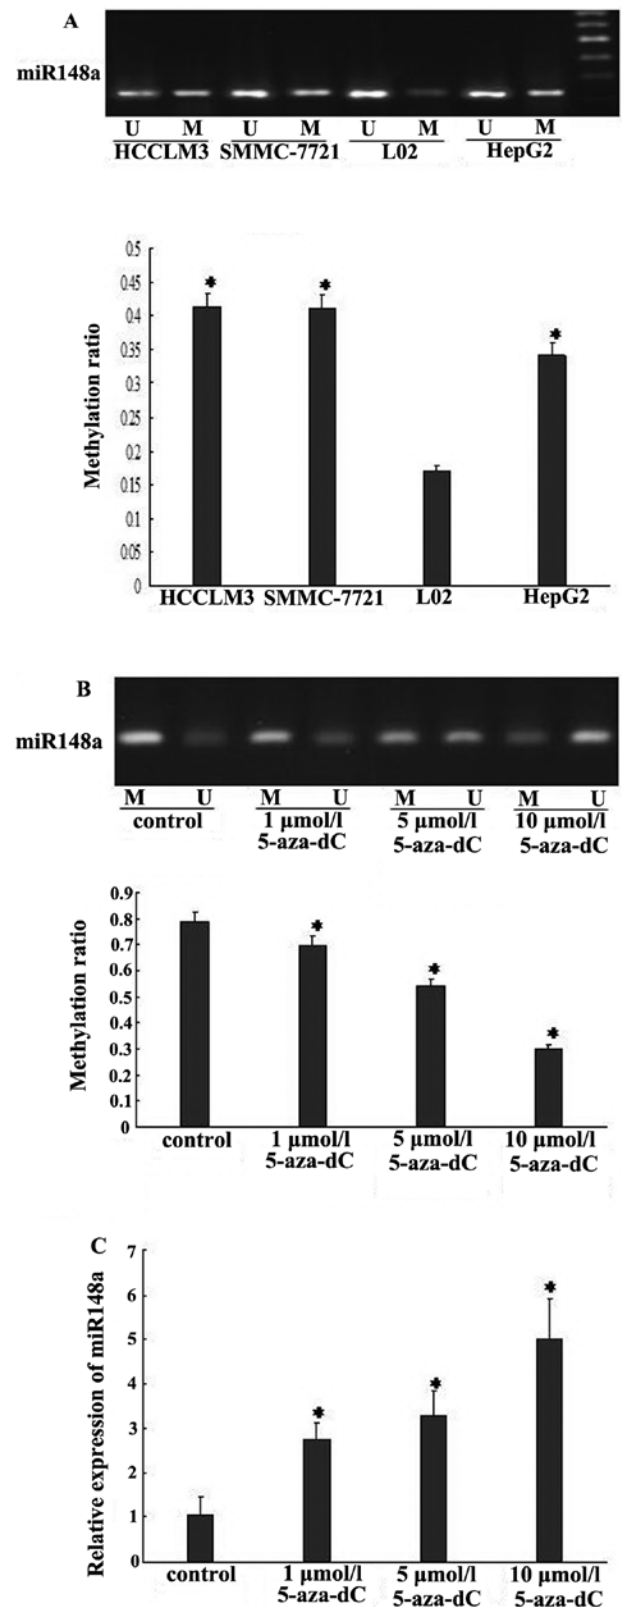 A
miR148a
U M U M U M U M
HCCLM3 SMMC-7721 L02 HepG2
0.5
0.45
0.4
0.35
0.3
0.25
0.2
0.15
0.1
0.05
0
Methylation ratio
* * *
HCCLM3 SMMC-7721 L02 HepG2
B
miR148a
M U M U M U M U
control 1 μmol/l 5 μmol/l 10 μmol/l
5-aza-dC 5-aza-dC 5-aza-dC
0.9
0.8
0.7
0.6
0.5
0.4
0.3
0.2
0.1
0
Methylation ratio
* * *
control 1 μmol/l 5 μmol/l 10 μmol/l
5-aza-dC 5-aza-dC 5-aza-dC
C
7
6
5
4
3
2
1
0
Relative expression of miR148a
* * *
control 1 μmol/l 5 μmol/l 10 μmol/l
5-aza-dC 5-aza-dC 5-aza-dC